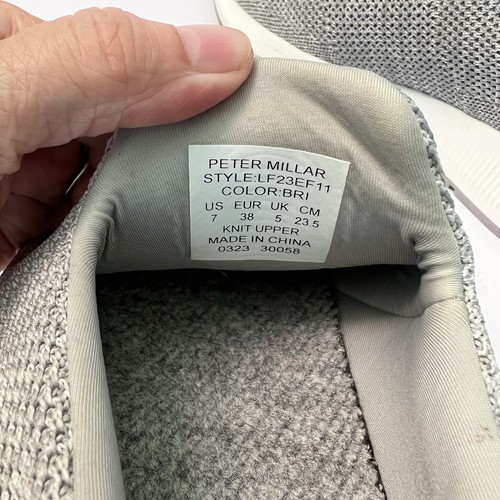 PETER MILLAR
STYLE:LF23EF11
COLOR:BRI
US EUR UK CM
7 38 5 23.5
KNIT UPPER
MADE IN CHINA
0323 30058